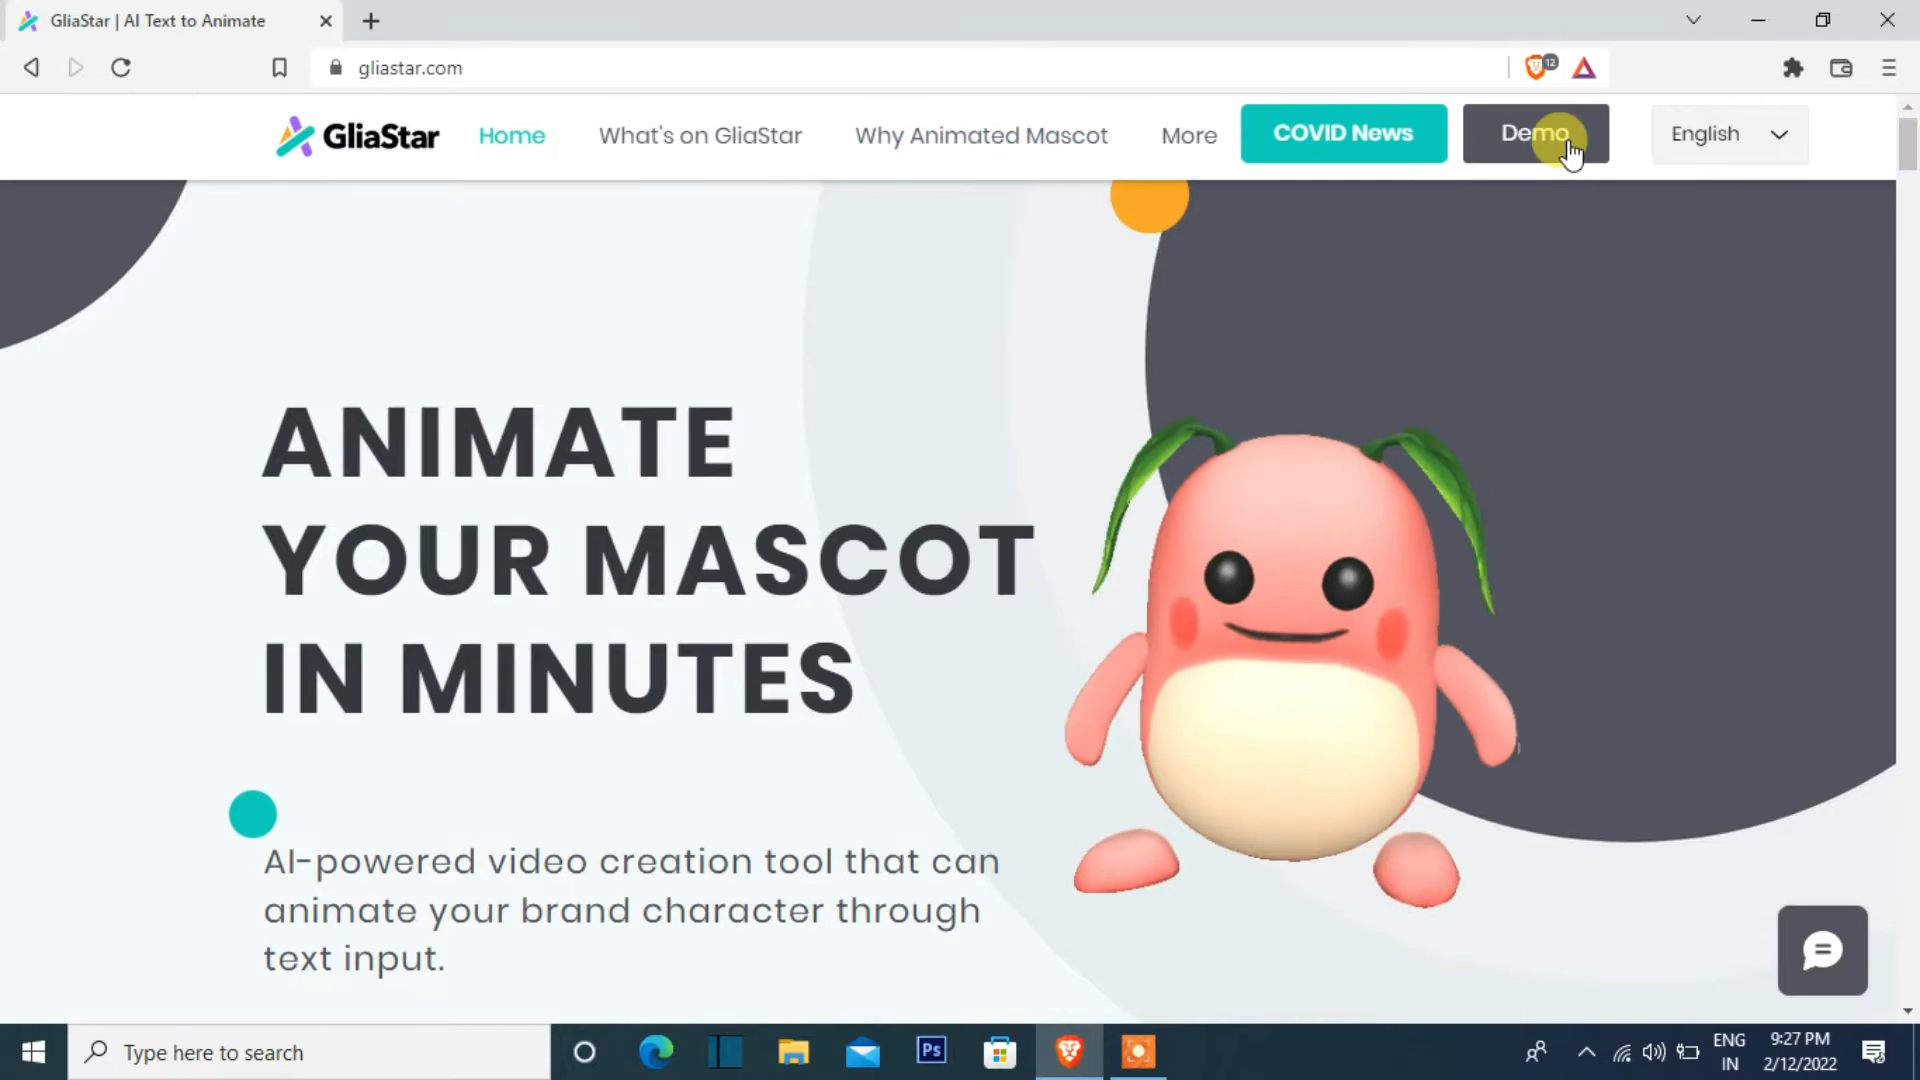 GliaStar | AI Text to Animate
gliastar.com
12
GliaStar
Home
What's on GliaStar
Why Animated Mascot
More
COVID News
Demo
English
ANIMATE
YOUR MASCOT
IN MINUTES
AI-powered video creation tool that can
animate your brand character through
text input.
Type here to search
Ps
ENG
IN
9:27 PM
2/12/2022